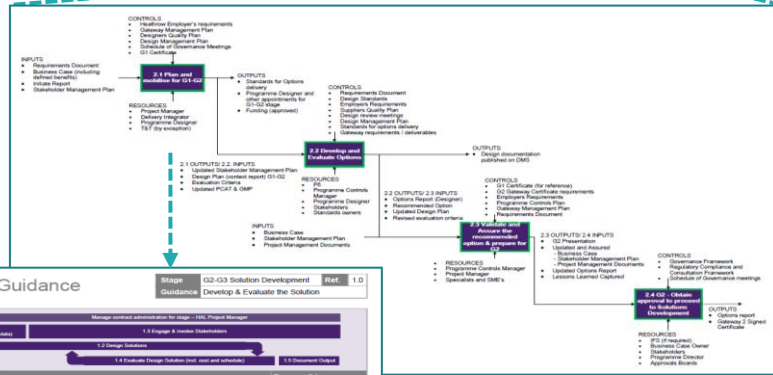 CONTROLS
• Heathrow Employer's requirements
• Gateway Management Plan
• Designers Quality Plan
• Design Management Plan
• Schedule of Governance Meetings
• G1 Certificate
INPUTS
• Requirements Document
• Business Case (including defined benefits)
• Initiate Report
• Stakeholder Management Plan
2.1 Plan and mobilise for G1-G2
RESOURCES
• Project Manager
• Delivery Integrator
• Programme Designer
• T&T (by exception)
OUTPUTS
• Standards for Options delivery
• Programme Designer and other appointments for G1-G2 stage
• Funding (approved)
CONTROLS
• Requirements Document
• Design Standards
• Employers Requirements
• Suppliers Quality Plan
• Design review meetings
• Design Management Plan
• Standards for options delivery
• Gateway requirements / deliverables
2.2 Develop and Evaluate Options
OUTPUTS
• Design documentation published on DMS
2.1 OUTPUTS/ 2.2. INPUTS
• Updated Stakeholder Management Plan
• Design Plan (context report) G1-G2
• Evaluation Criteria
• Updated PCAT & GMP
RESOURCES
• P6
• Programme Controls Manager
• Programme Designer
• Stakeholders
• Standards owners
2.2 OUTPUTS/ 2.3 INPUTS
• Options Report (Designer)
• Recommended Option
• Updated Design Plan
• Revised evaluation criteria
CONTROLS
• G1 Certificate (for reference)
• G2 Gateway Certificate requirements
• Employers Requirements
• Programme Controls Plan
• Gateway Management Plan
• Requirements Document
INPUTS
• Business Case
• Stakeholder Management Plan
• Project Management Documents
2.3 Validate and Assure the recommended option & prepare for G2
RESOURCES
• Programme Controls Manager
• Project Manager
• Specialists and SME's
2.3 OUTPUTS/ 2.4 INPUTS
• G2 Presentation
• Updated and Assured
- Business Case
- Stakeholder Management Plan
- Project Management Documents
• Updated Options Report
• Lessons Learned Captured
CONTROLS
• Governance Framework
• Regulatory Compliance and Consultation Framework
• Schedule of Governance meetings
2.4 G2 - Obtain approval to proceed to Solutions Development
OUTPUTS
• Options report
• Gateway 2 Signed Certificate
RESOURCES
• IFS (if required)
• Business Case Owner
• Stakeholders
• Programme Director
• Approvals Boards
Guidance
Stage G2-G3 Solution Development Ref. 1.0
Guidance Develop & Evaluate the Solution
Manage contract administration for stage – HAL Project Manager
1.3 Engage & involve Stakeholders
1.2 Design Solutions
1.4 Evaluate Design Solution (incl. cost and schedule)
1.5 Document Output